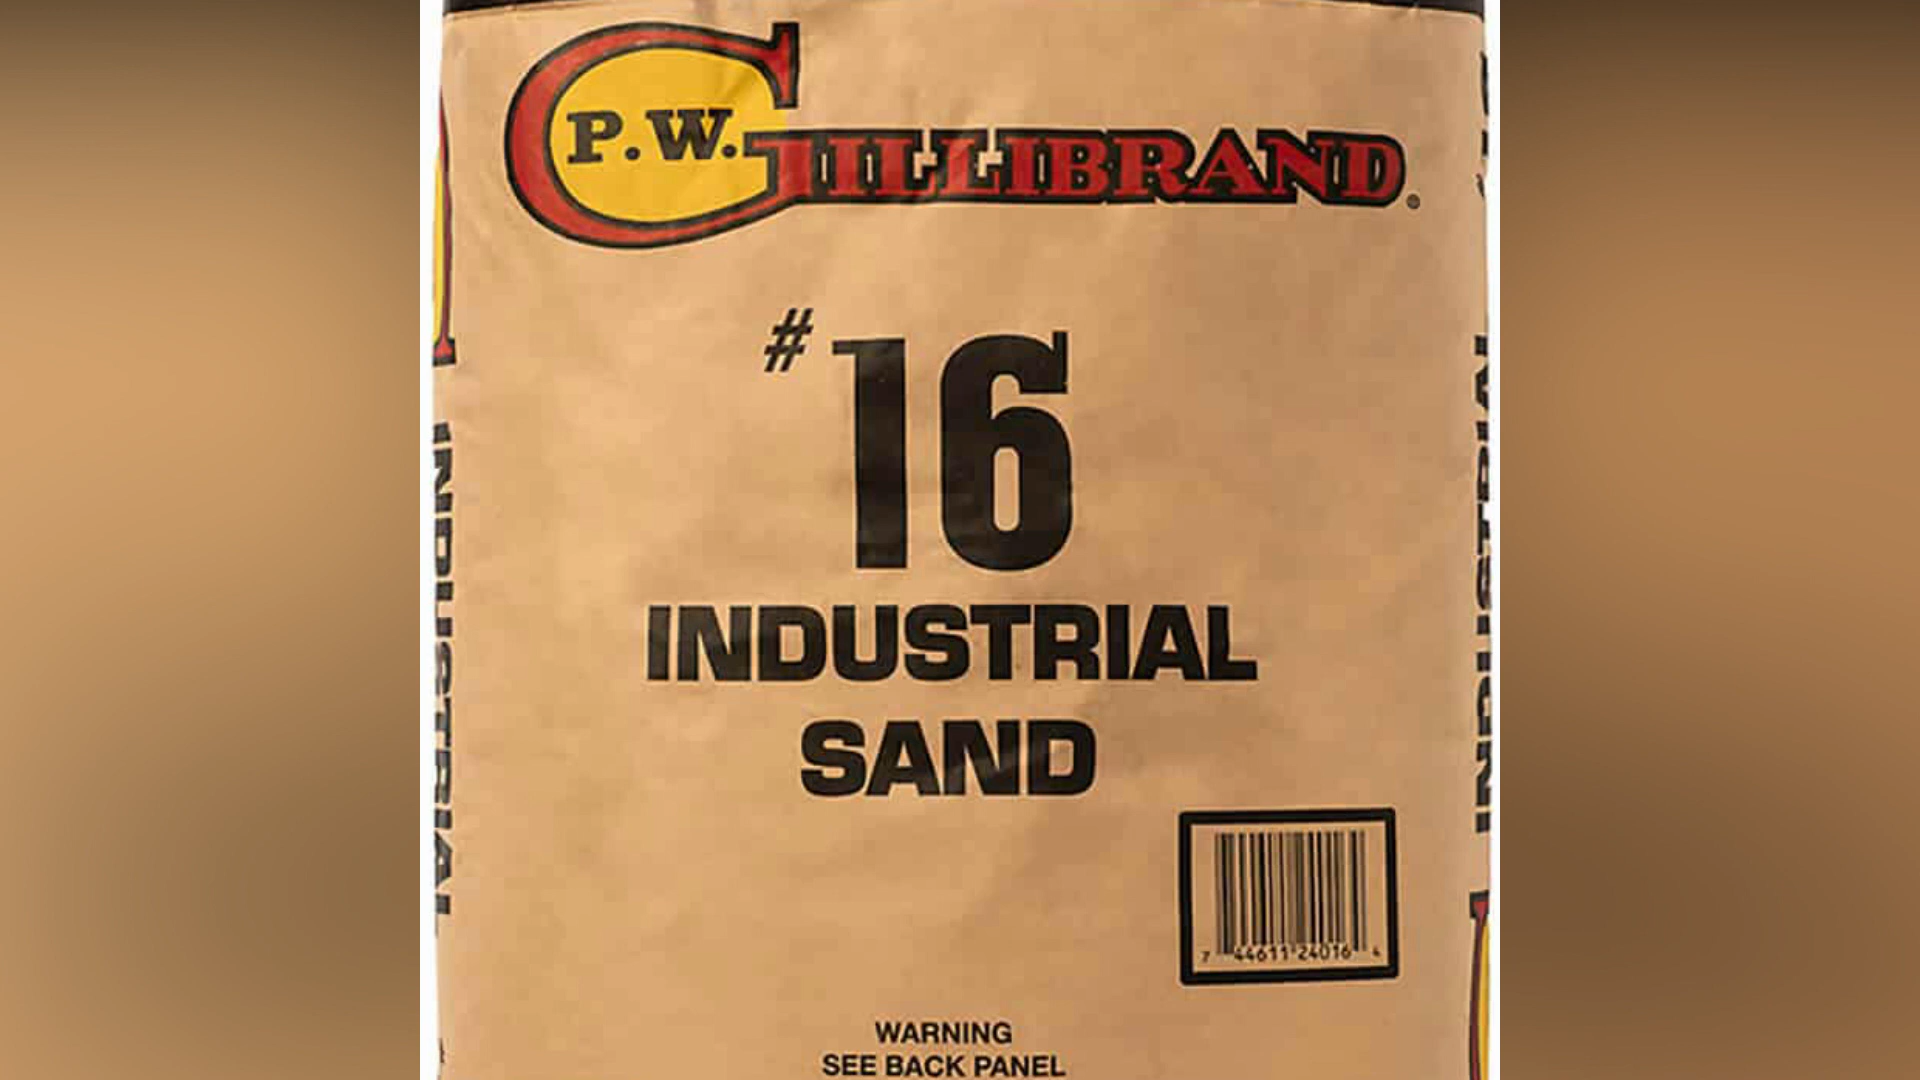 P.W. GILLIBRAND®
#16
INDUSTRIAL
SAND
7 44611 24016 4
WARNING
SEE BACK PANEL
INDUSTRIAL
INDUSTRIAL